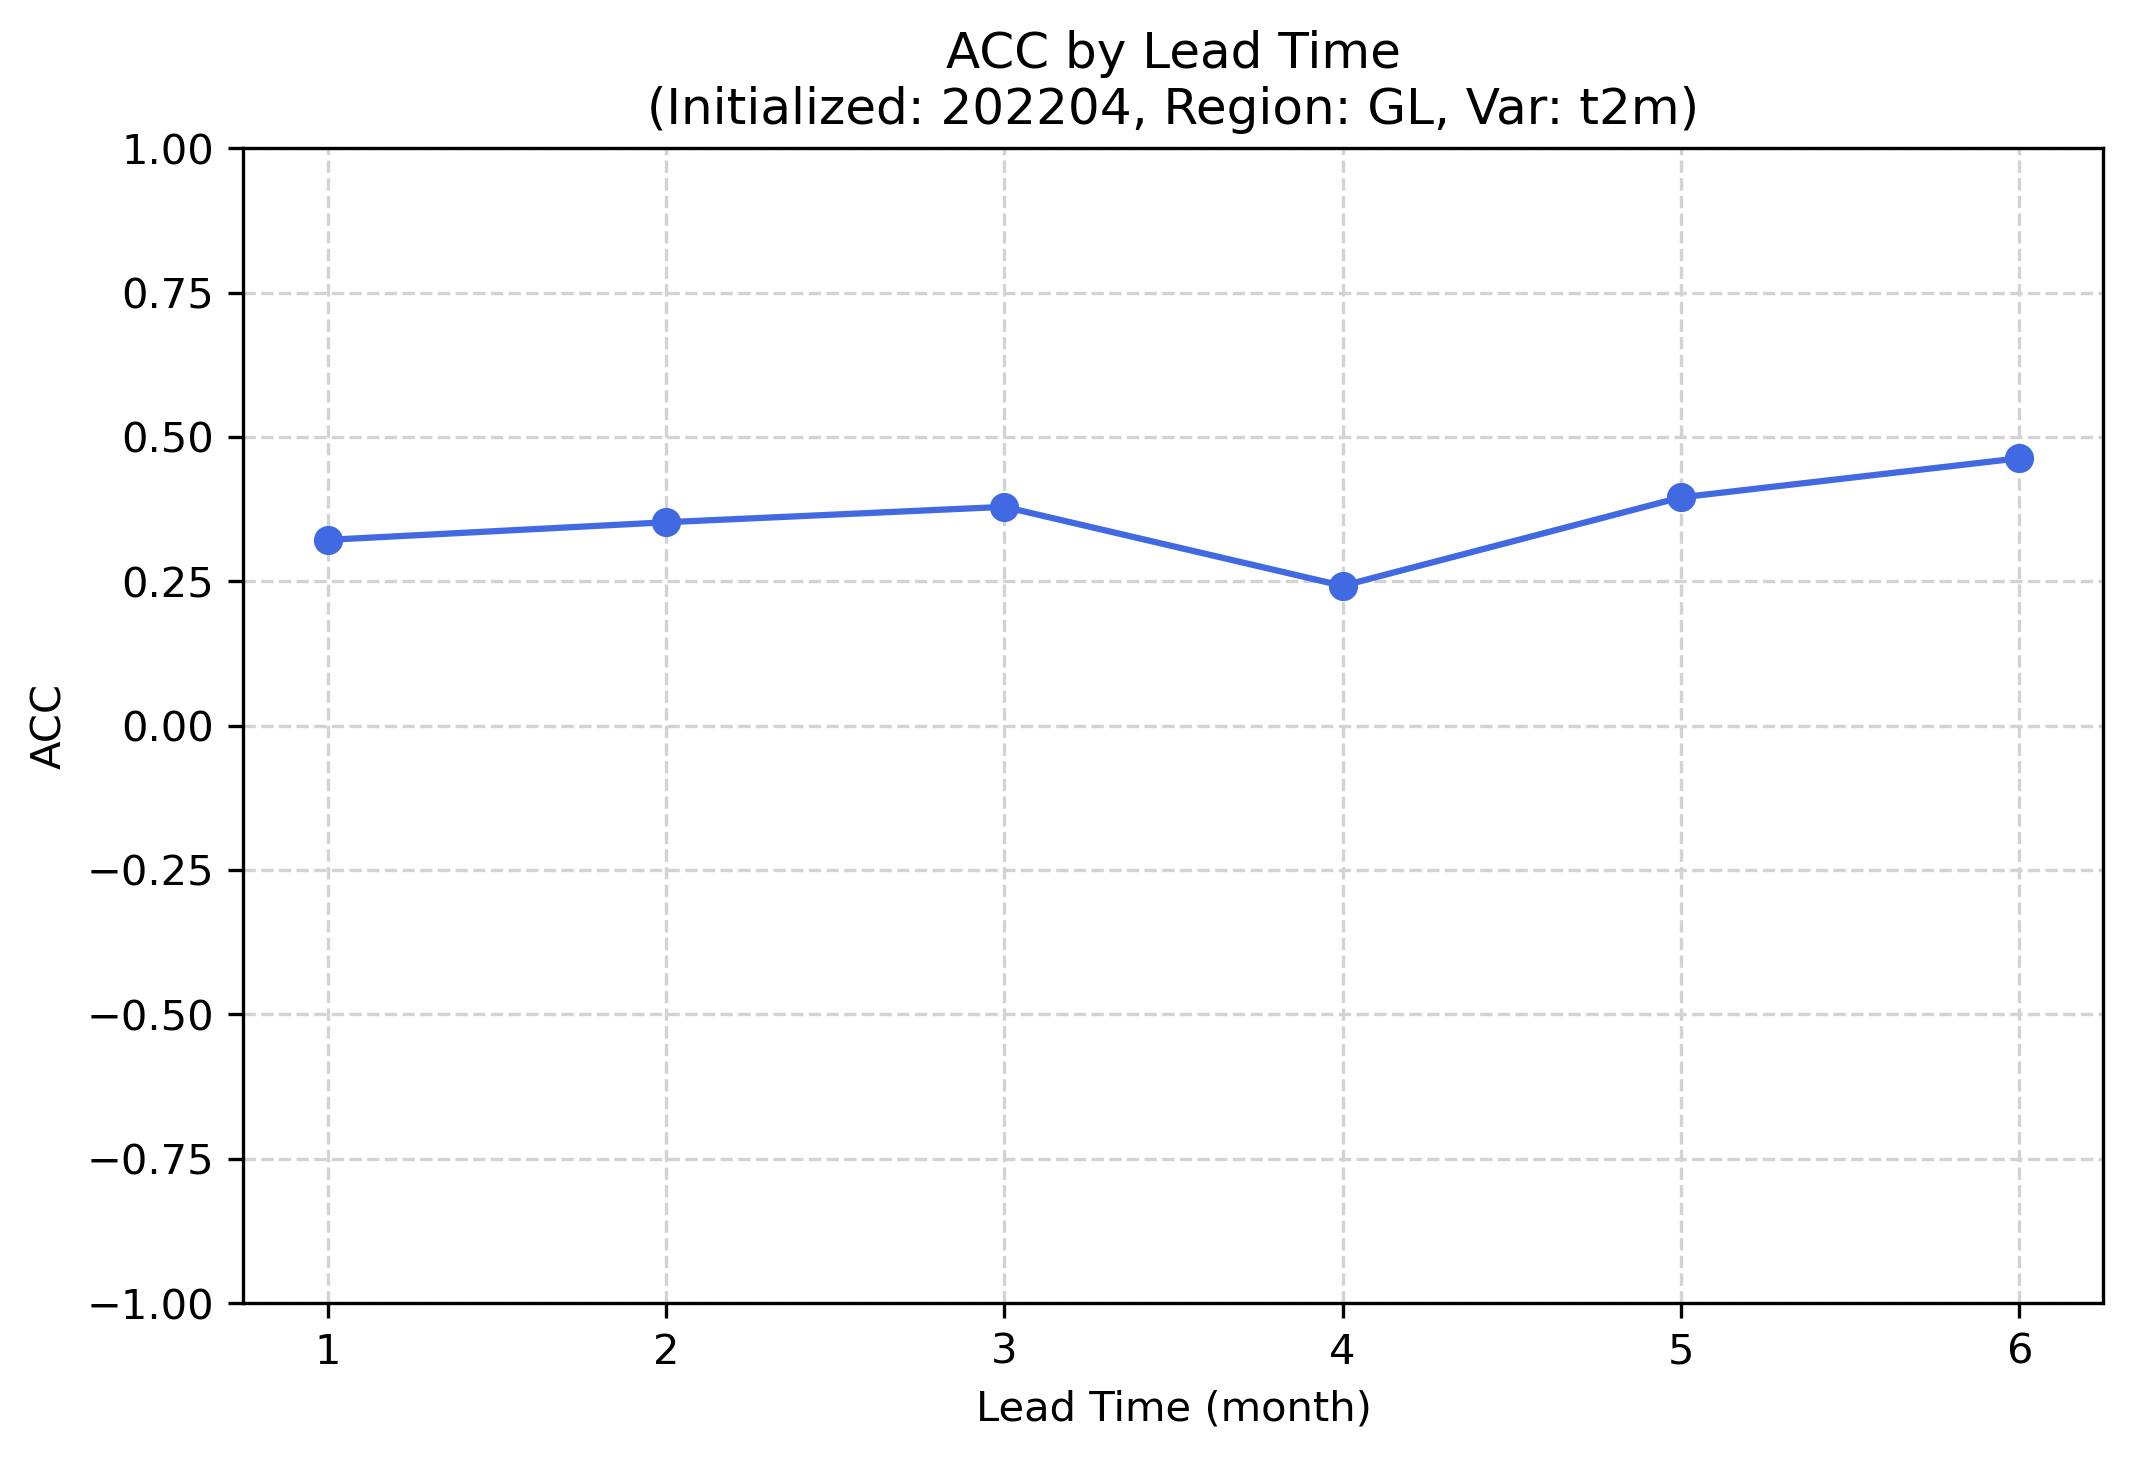 ACC by Lead Time
(Initialized: 202204, Region: GL, Var: t2m)
1.00
0.75
0.50
0.25
0.00
−0.25
−0.50
−0.75
−1.00
ACC
1 2 3 4 5 6
Lead Time (month)